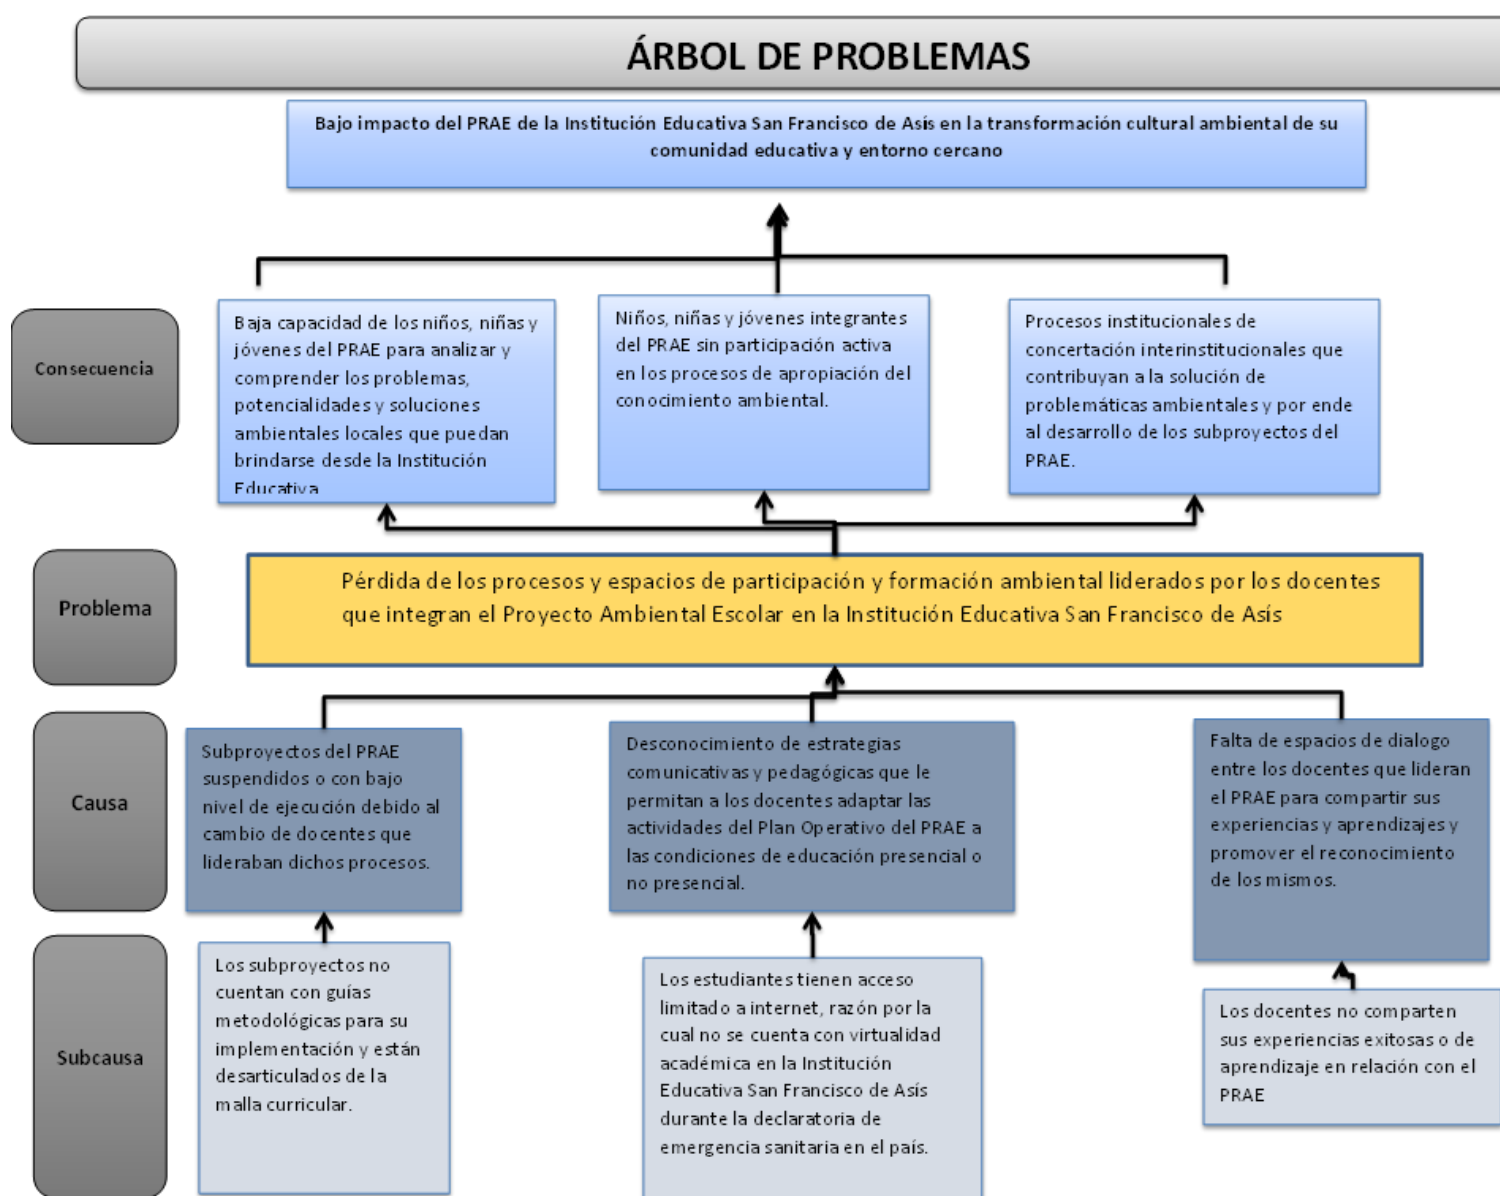 ÁRBOL DE PROBLEMAS
Bajo impacto del PRAE de la Institución Educativa San Francisco de Asís en la transformación cultural ambiental de su
comunidad educativa y entorno cercano
Consecuencia
Baja capacidad de los niños, niñas y
jóvenes del PRAE para analizar y
comprender los problemas,
potencialidades y soluciones
ambientales locales que puedan
brindarse desde la Institución
Educativa
Niños, niñas y jóvenes integrantes
del PRAE sin participación activa
en los procesos de apropiación del
conocimiento ambiental.
Procesos institucionales de
concertación interinstitucionales que
contribuyan a la solución de
problemáticas ambientales y por ende
al desarrollo de los subproyectos del
PRAE.
Problema
Pérdida de los procesos y espacios de participación y formación ambiental liderados por los docentes
que integran el Proyecto Ambiental Escolar en la Institución Educativa San Francisco de Asís
Causa
Subproyectos del PRAE
suspendidos o con bajo
nivel de ejecución debido al
cambio de docentes que
lideraban dichos procesos.
Desconocimiento de estrategias
comunicativas y pedagógicas que le
permitan a los docentes adaptar las
actividades del Plan Operativo del PRAE a
las condiciones de educación presencial o
no presencial.
Falta de espacios de dialogo
entre los docentes que lideran
el PRAE para compartir sus
experiencias y aprendizajes y
promover el reconocimiento
de los mismos.
Subcausa
Los subproyectos no
cuentan con guías
metodológicas para su
implementación y están
desarticulados de la
malla curricular.
Los estudiantes tienen acceso
limitado a internet, razón por la
cual no se cuenta con virtualidad
académica en la Institución
Educativa San Francisco de Asís
durante la declaratoria de
emergencia sanitaria en el país.
Los docentes no comparten
sus experiencias exitosas o de
aprendizaje en relación con el
PRAE